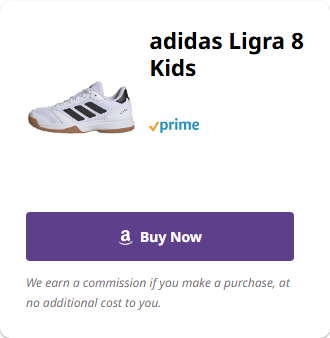 adidas Ligra 8
Kids
prime
Buy Now
We earn a commission if you make a purchase, at
no additional cost to you.